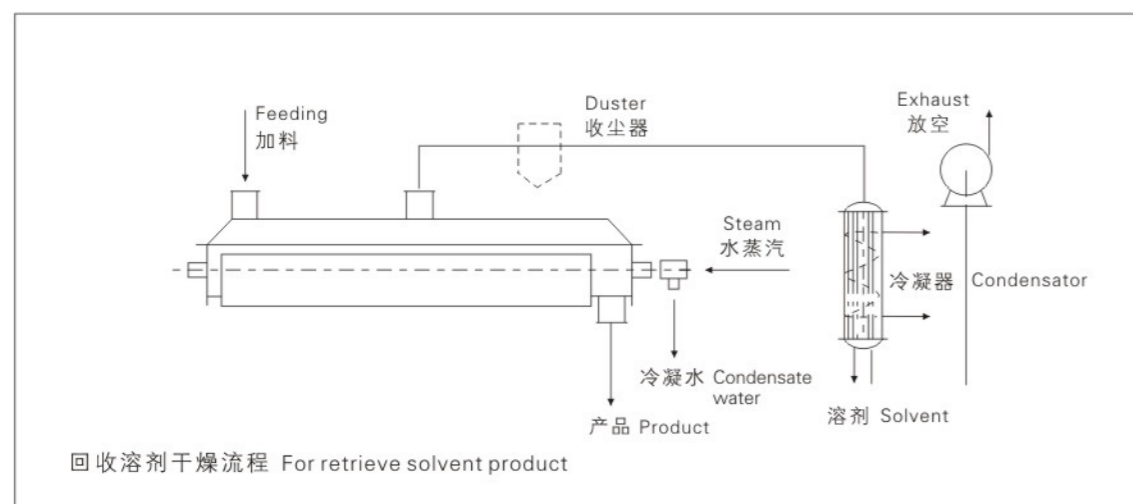 Feeding
加料
Duster
收尘器
Exhaust
放空
Steam
水蒸汽
冷凝器 Condensator
冷凝水 Condensate
water
产品 Product
溶剂 Solvent
回收溶剂干燥流程 For retrieve solvent product